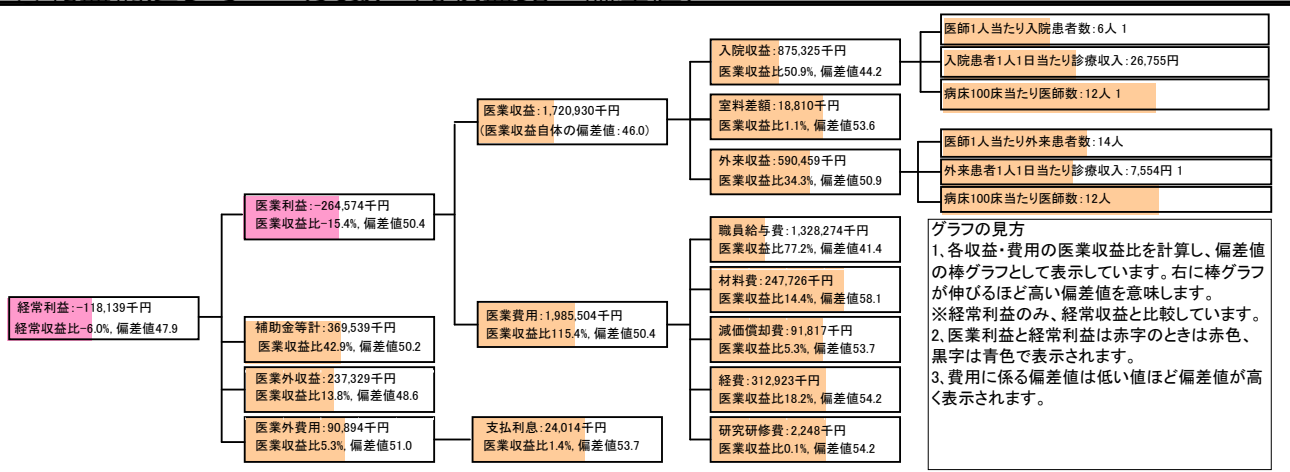 経常利益:-118,139千円
経常収益比-6.0%, 偏差値47.9
医業利益:-264,574千円
医業収益比-15.4%, 偏差値50.4
補助金等計:369,539千円
医業収益比42.9%, 偏差値50.2
医業外収益:237,329千円
医業収益比13.8%, 偏差値48.6
医業外費用:90,894千円
医業収益比5.3%, 偏差値51.0
医業収益:1,720,930千円
(医業収益自体の偏差値:46.0)
医業費用:1,985,504千円
医業収益比115.4%, 偏差値50.4
支払利息:24,014千円
医業収益比1.4%, 偏差値53.7
入院収益:875,325千円
医業収益比50.9%, 偏差値44.2
室料差額:18,810千円
医業収益比1.1%, 偏差値53.6
外来収益:590,459千円
医業収益比34.3%, 偏差値50.9
職員給与費:1,328,274千円
医業収益比77.2%, 偏差値41.4
材料費:247,726千円
医業収益比14.4%, 偏差値58.1
減価償却費:91,817千円
医業収益比5.3%, 偏差値53.7
経費:312,923千円
医業収益比18.2%, 偏差値54.2
研究研修費:2,248千円
医業収益比0.1%, 偏差値54.2
医師1人当たり入院患者数:6人 1
入院患者1人1日当たり診療収入:26,755円
病床100床当たり医師数:12人 1
医師1人当たり外来患者数:14人
外来患者1人1日当たり診療収入:7,554円 1
病床100床当たり医師数:12人
グラフの見方
1、各収益・費用の医業収益比を計算し、偏差値
の棒グラフとして表示しています。右に棒グラフ
が伸びるほど高い偏差値を意味します。
※経常利益のみ、経常収益と比較しています。
2、医業利益と経常利益は赤字のときは赤色、
黒字は青色で表示されます。
3、費用に係る偏差値は低い値ほど偏差値が高
く表示されます。